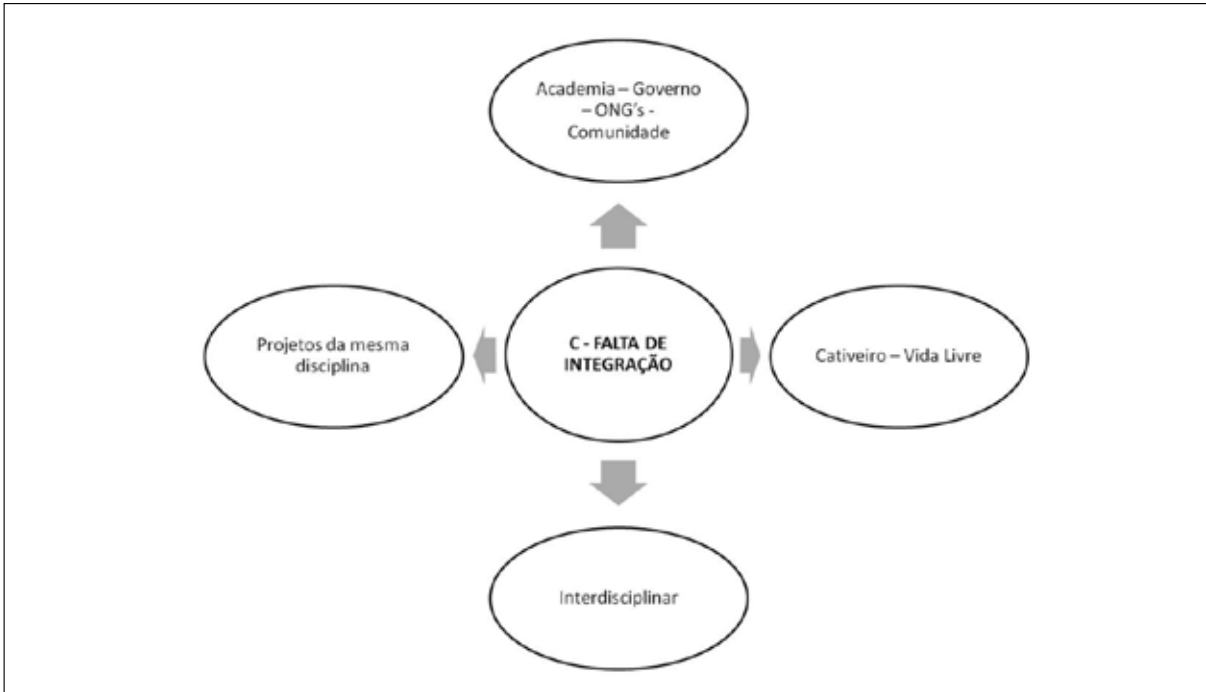 Academia – Governo
– ONG's -
Comunidade
Projetos da mesma
disciplina
C - FALTA DE
INTEGRAÇÃO
Cativeiro – Vida Livre
Interdisciplinar